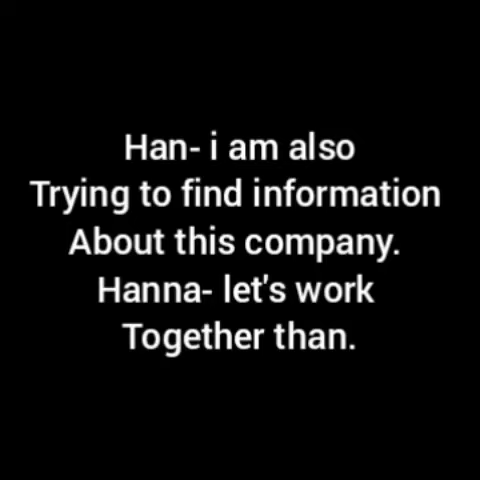 Han- i am also
Trying to find information
About this company.
Hanna- let's work
Together than.